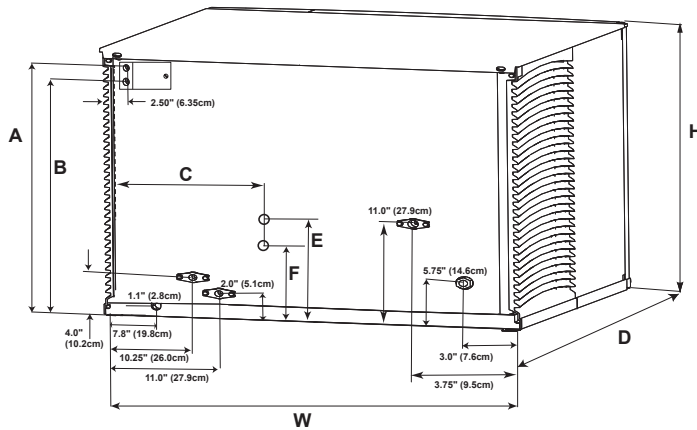 H
A
B
2.50" (6.35cm)
C
11.0" (27.9cm)
E
F
5.75" (14.6cm)
2.0" (5.1cm)
1.1" (2.8cm)
4.0"
(10.2cm)
7.8" (19.8cm)
3.0" (7.6cm)
D
10.25" (26.0cm)
11.0" (27.9cm)
3.75" (9.5cm)
W